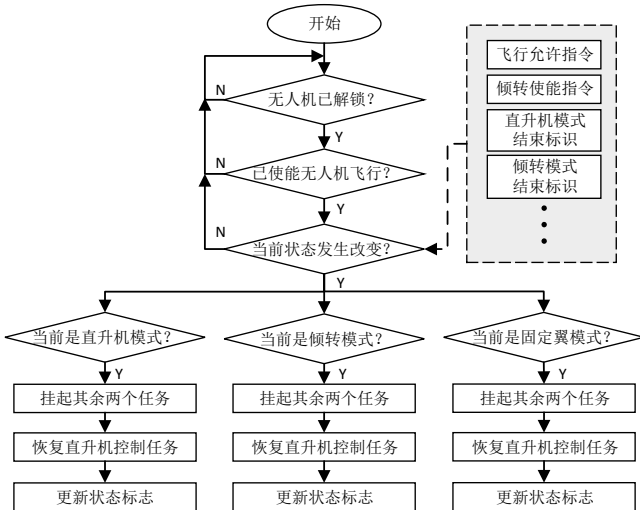 开始
飞行允许指令
倾转使能指令
直升机模式
结束标识
倾转模式
结束标识
N
无人机已解锁?
Y
N
已使能无人机飞行?
Y
N
当前状态发生改变?
Y
当前是直升机模式?
当前是倾转模式?
当前是固定翼模式?
Y
Y
Y
挂起其余两个任务
挂起其余两个任务
挂起其余两个任务
恢复直升机控制任务
恢复直升机控制任务
恢复直升机控制任务
更新状态标志
更新状态标志
更新状态标志